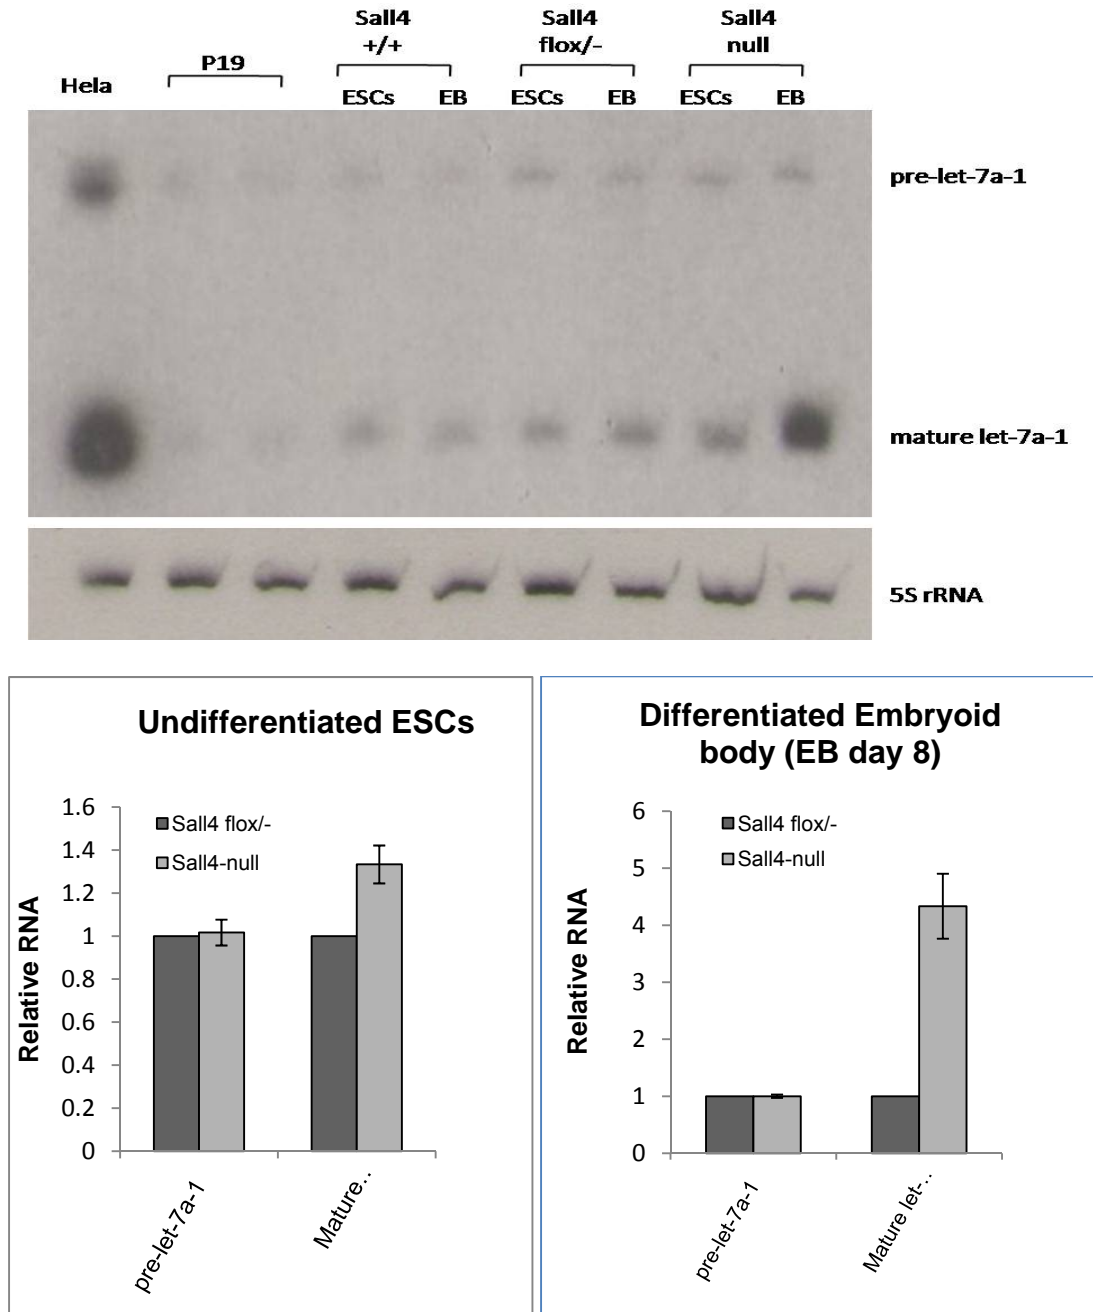 Sall4 Sall4 Sall4
+/+ flox/- null
Hela P19
ESCs EB ESCs EB ESCs EB
pre-let-7a-1
mature let-7a-1
5S rRNA
Undifferentiated ESCs
1.6
1.4
1.2
1
0.8
0.6
0.4
0.2
0
Relative RNA
Sall4 flox/-
Sall4-null
pre-let-7a-1
Mature..
Differentiated Embryoid
body (EB day 8)
6
5
4
3
2
1
0
Relative RNA
Sall4 flox/-
Sall4-null
pre-let-7a-1
Mature let-..